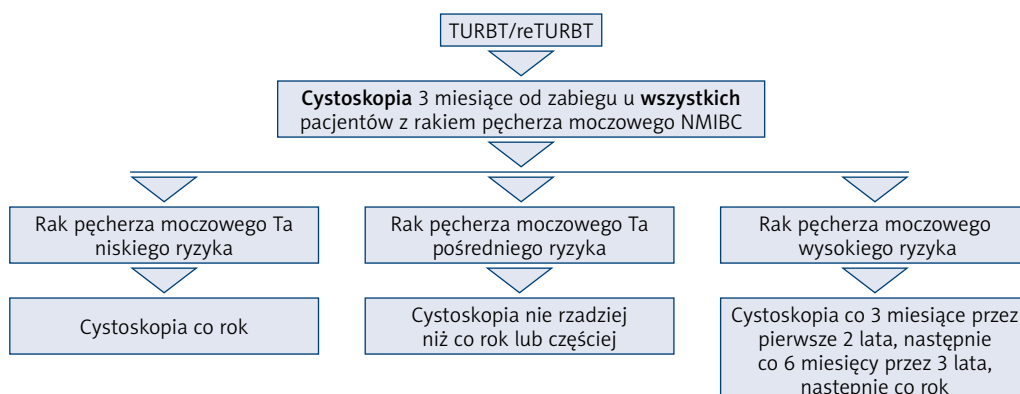 TURBT/reTURBT
Cystoskopia 3 miesiące od zabiegu u wszystkich
pacjentów z rakiem pęcherza moczowego NMIBC
Rak pęcherza moczowego Ta
niskiego ryzyka
Rak pęcherza moczowego Ta
pośredniego ryzyka
Rak pęcherza moczowego
wysokiego ryzyka
Cystoskopia co rok
Cystoskopia nie rzadziej
niż co rok lub częściej
Cystoskopia co 3 miesiące przez
pierwsze 2 lata, następnie
co 6 miesięcy przez 3 lata,
następnie co rok